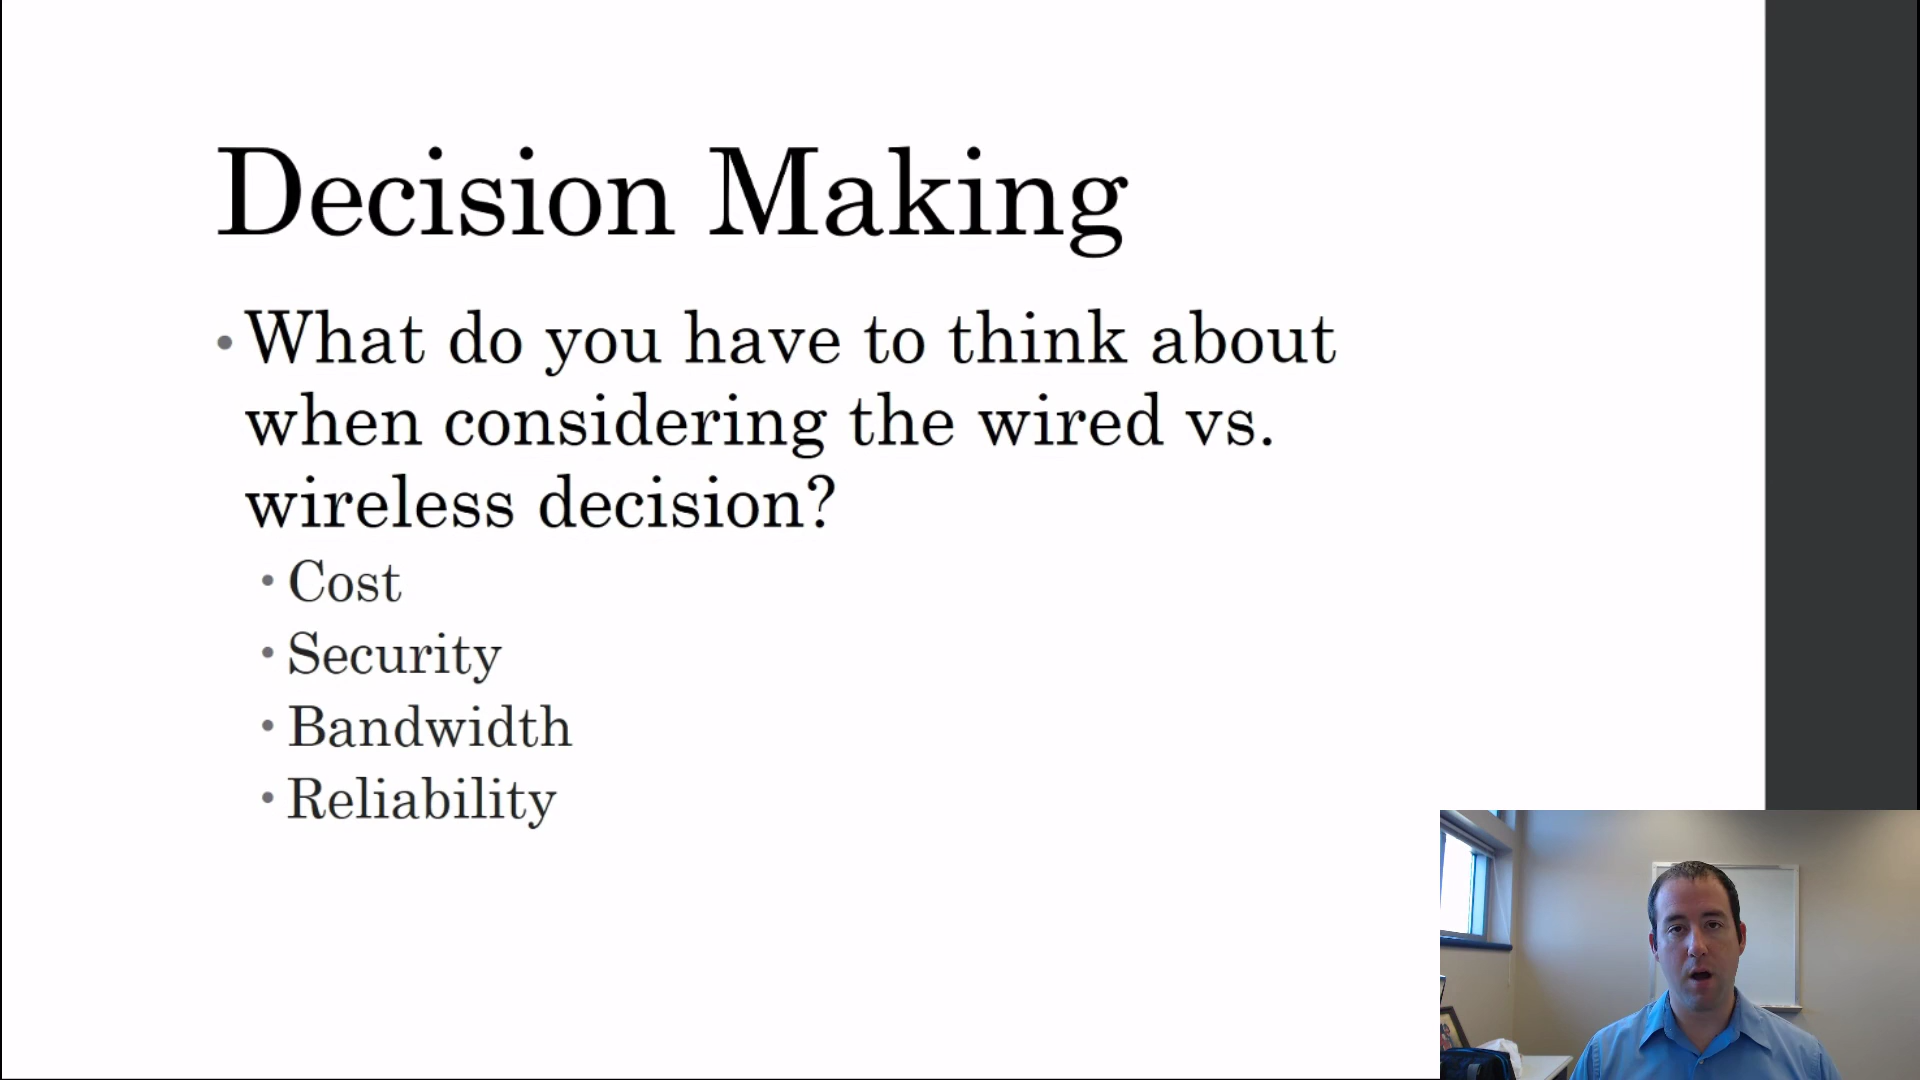 Decision Making
• What do you have to think about
when considering the wired vs.
wireless decision?
• Cost
• Security
• Bandwidth
• Reliability